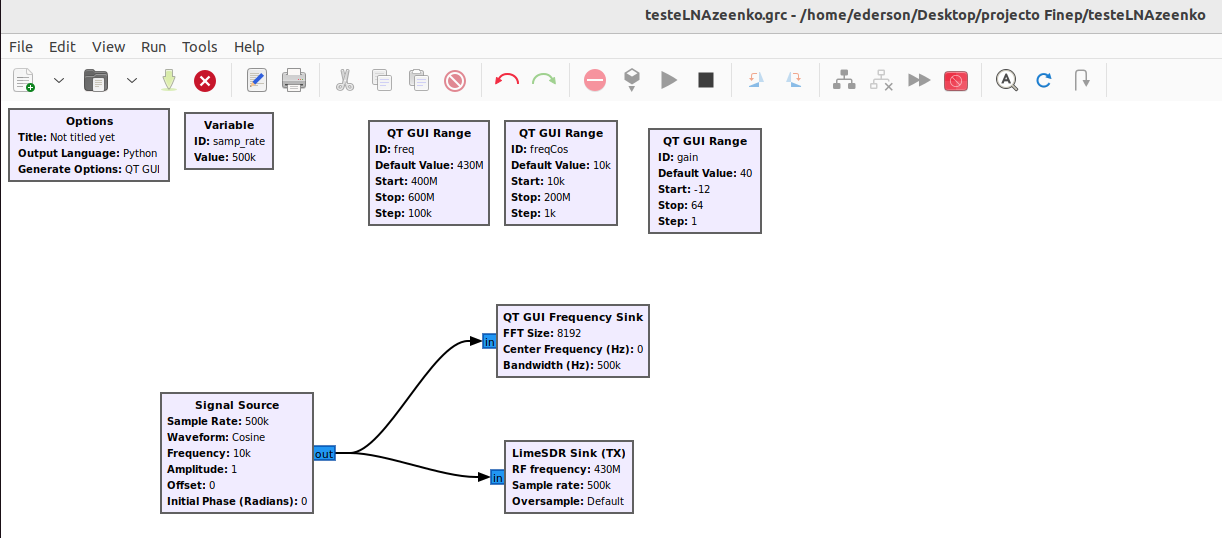 testeLNAzeenko.grc - /home/ederson/Desktop/projecto Finep/testeLNAzeenko
File Edit View Run Tools Help
Options
Title: Not titled yet
Output Language: Python
Generate Options: QT GUI
Variable
ID: samp_rate
Value: 500k
QT GUI Range
ID: freq
Default Value: 430M
Start: 400M
Stop: 600M
Step: 100k
QT GUI Range
ID: freqCos
Default Value: 10k
Start: 10k
Stop: 200M
Step: 1k
QT GUI Range
ID: gain
Default Value: 40
Start: -12
Stop: 64
Step: 1
QT GUI Frequency Sink
FFT Size: 8192
Center Frequency (Hz): 0
Bandwidth (Hz): 500k
in
Signal Source
Sample Rate: 500k
Waveform: Cosine
Frequency: 10k
Amplitude: 1
Offset: 0
Initial Phase (Radians): 0
out
LimeSDR Sink (TX)
RF frequency: 430M
Sample rate: 500k
Oversample: Default
in